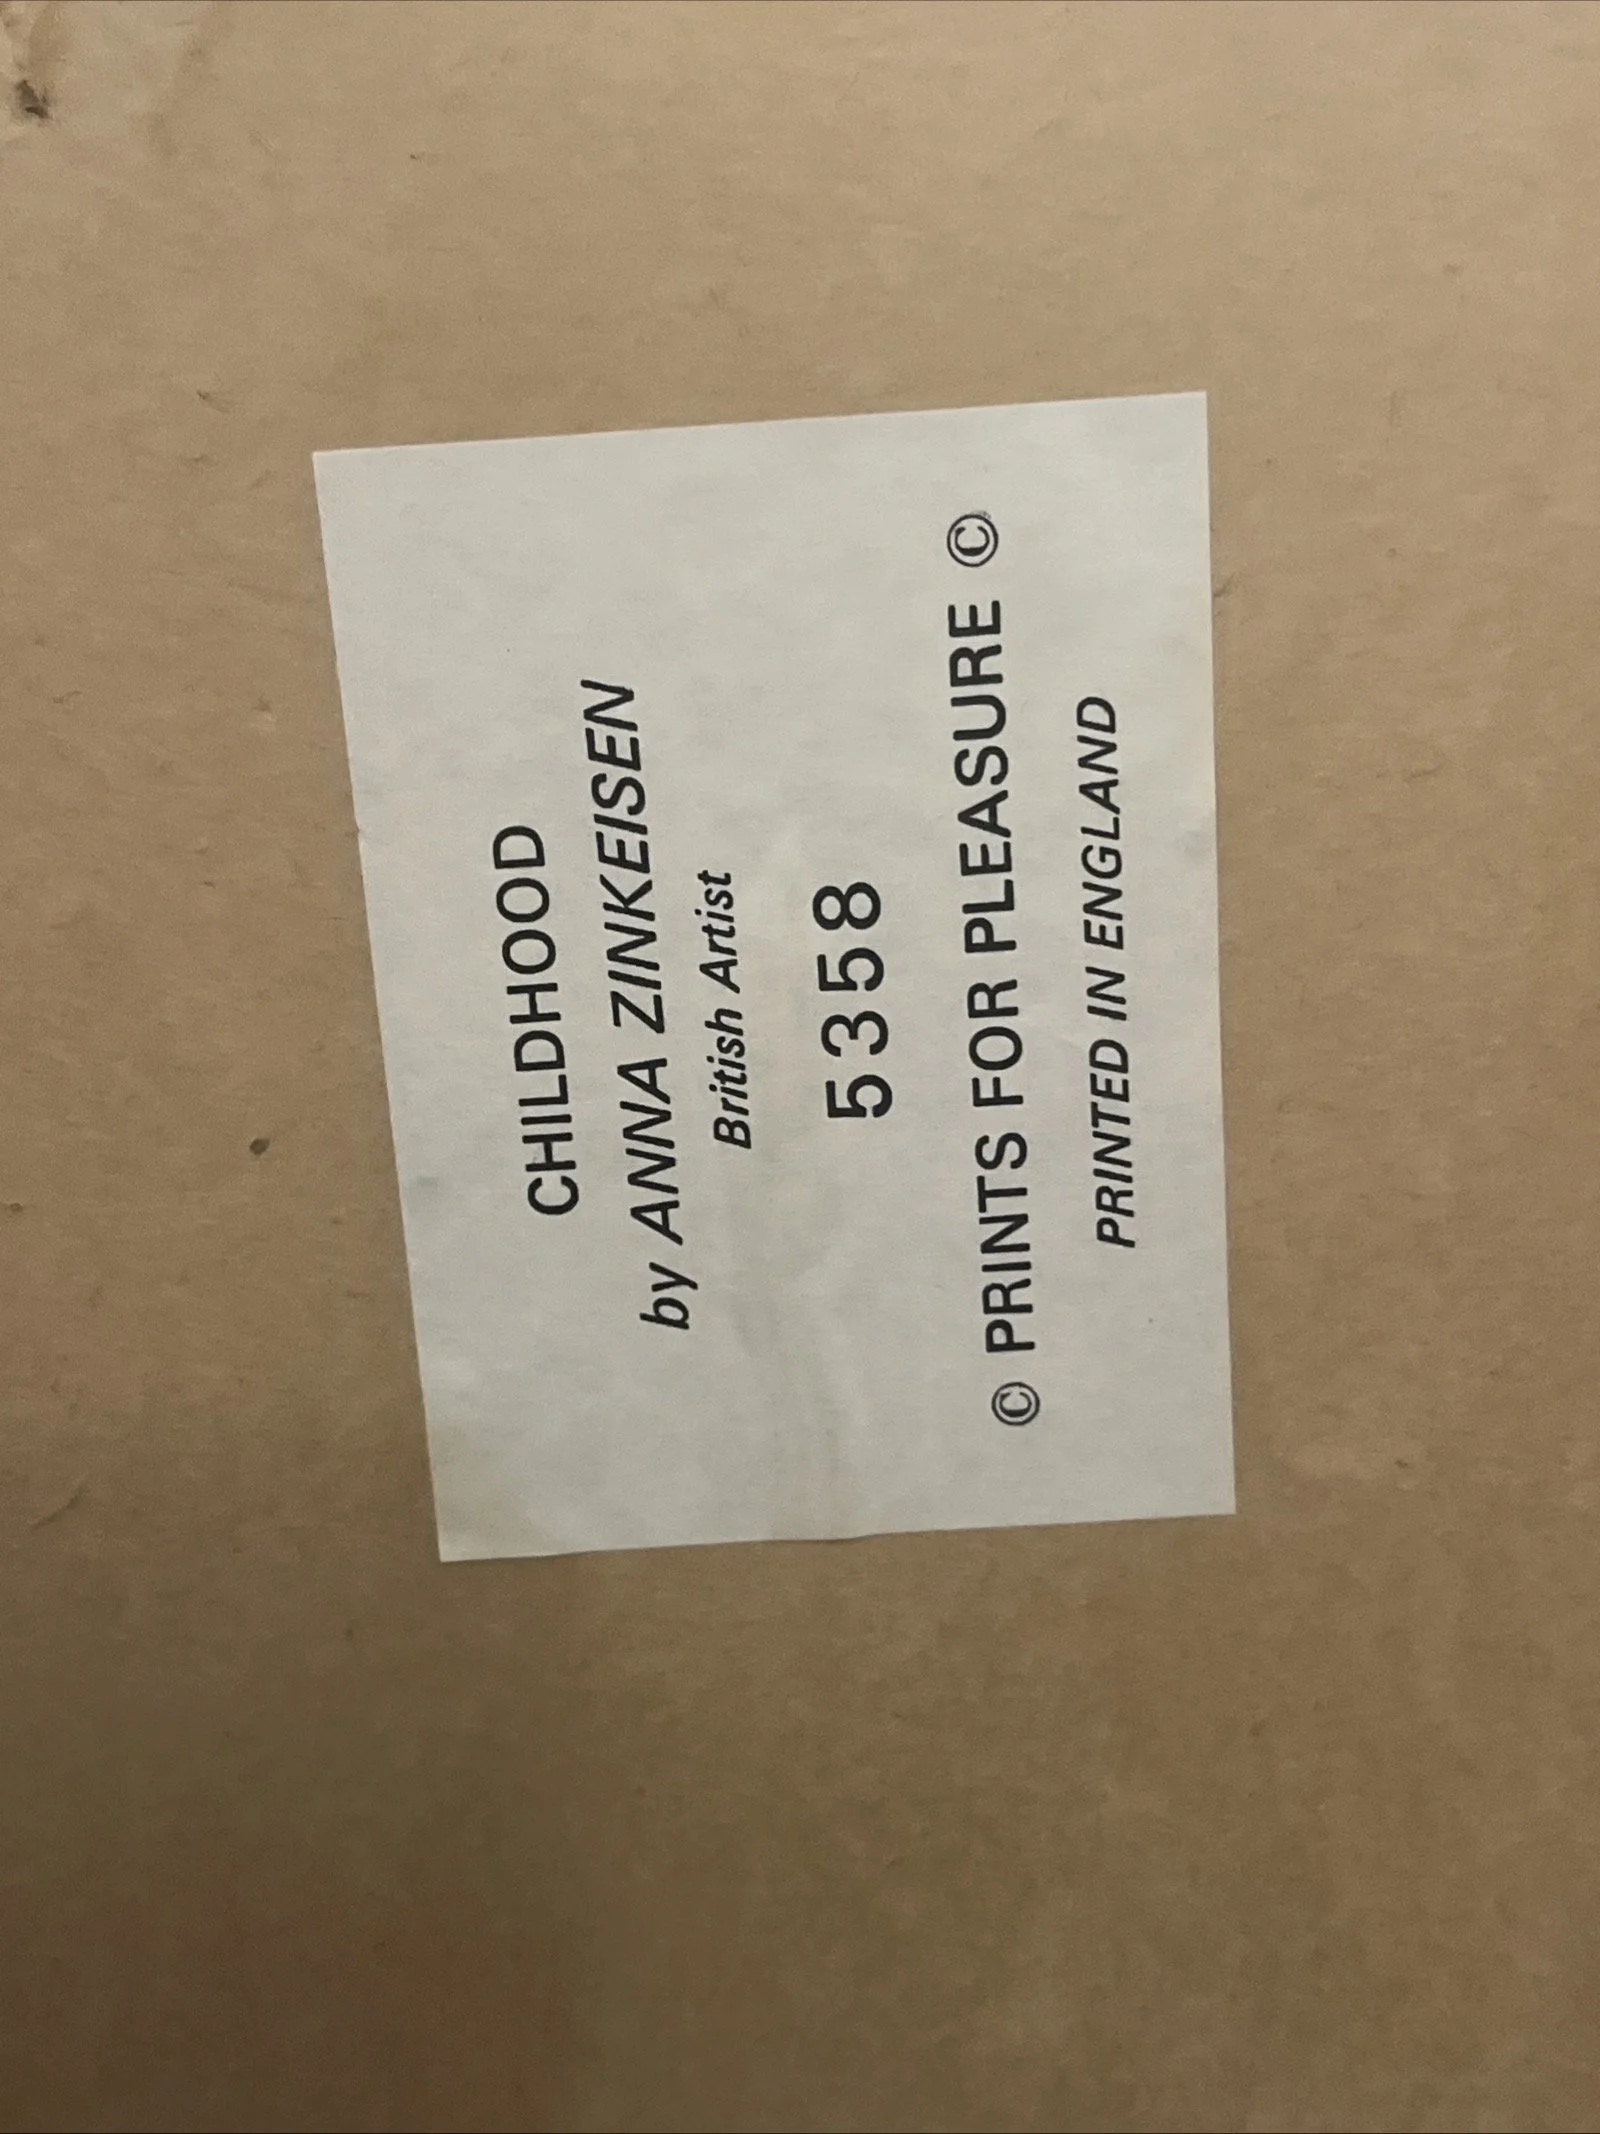 CHILDHOOD
by ANNA ZINKEISEN
British Artist
5358
© PRINTS FOR PLEASURE ©
PRINTED IN ENGLAND